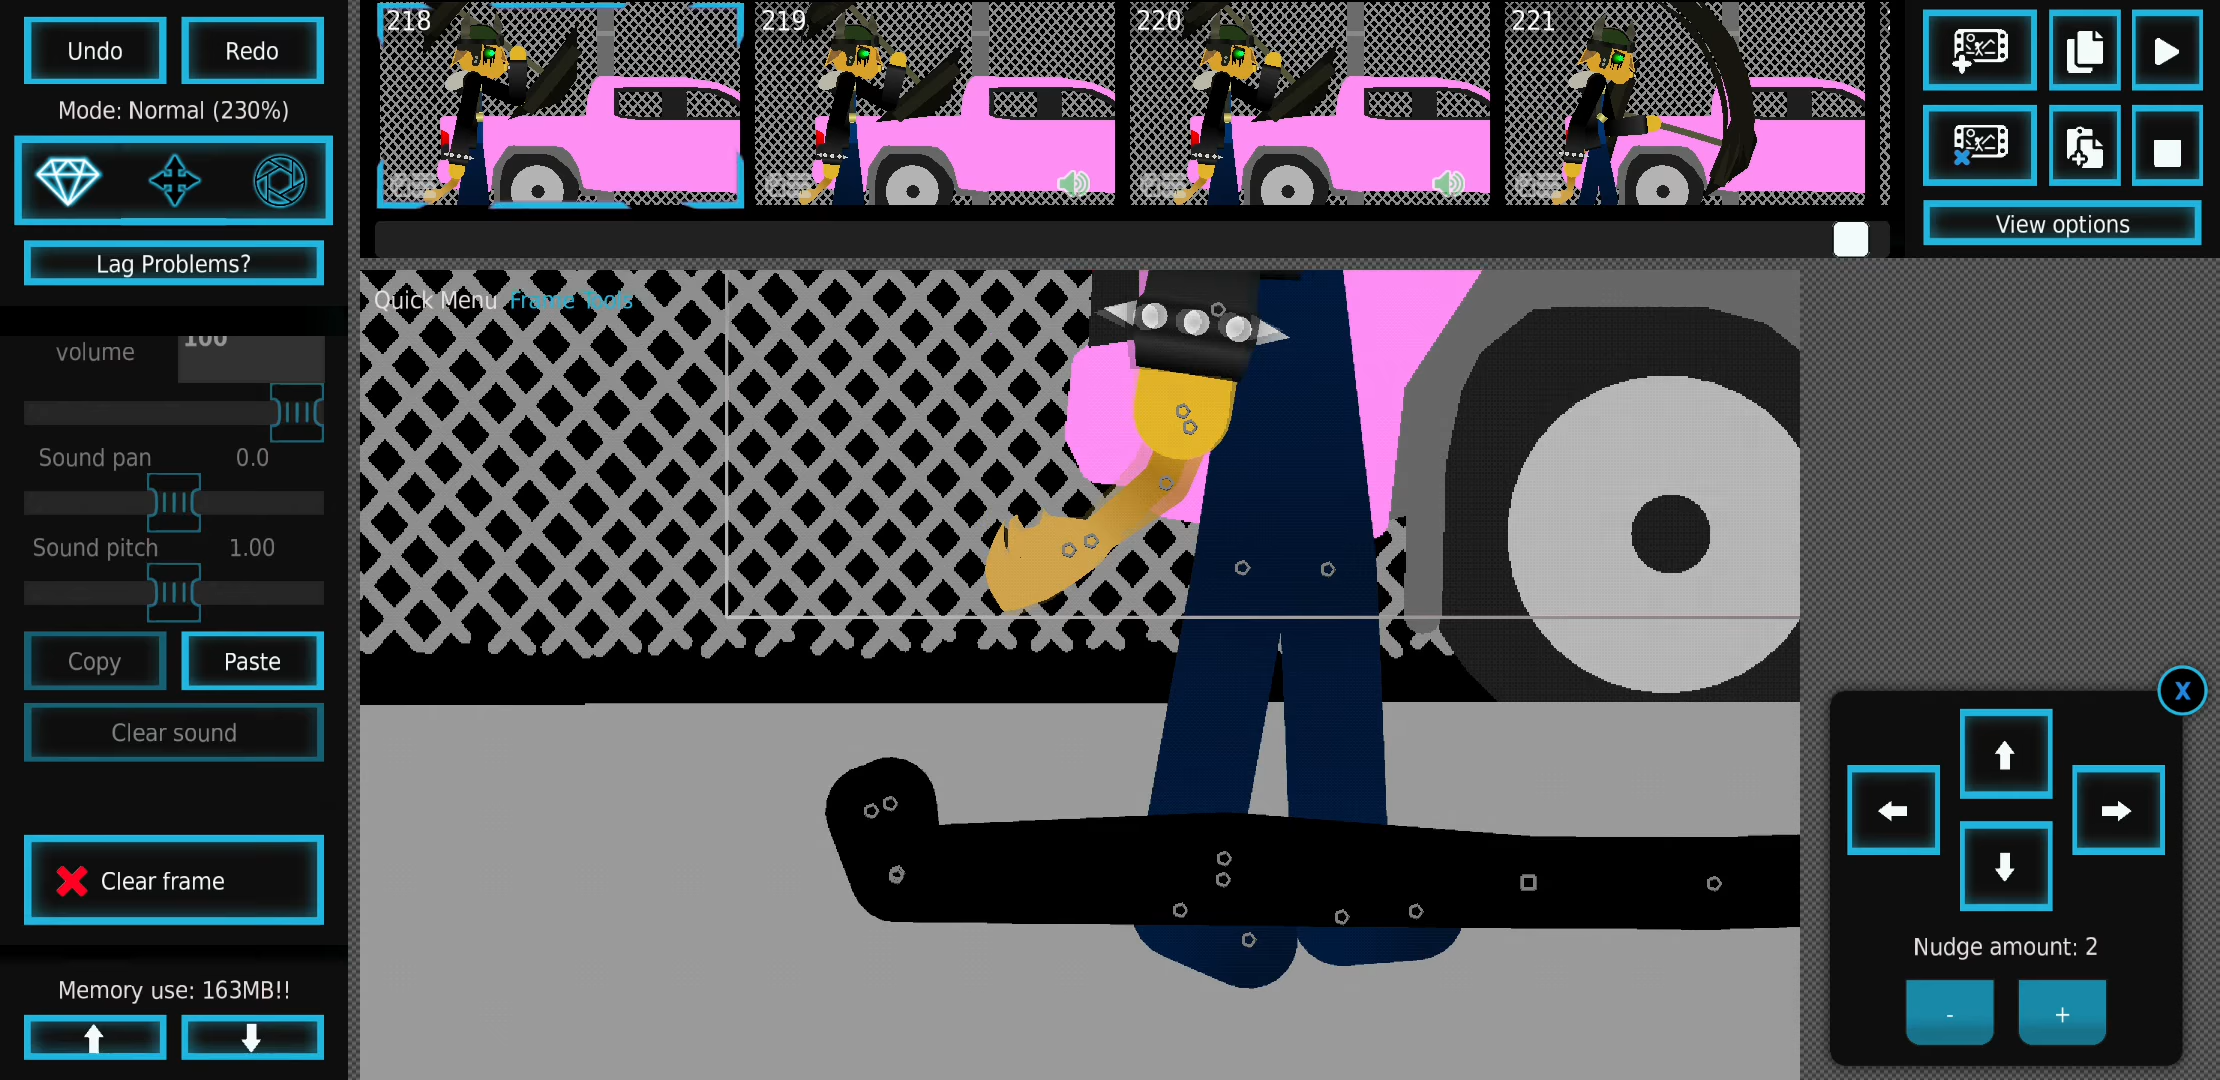 Undo
Redo
Mode: Normal (230%)
Lag Problems?
218
219
220
221
View options
Quick Menu
Frame Tools
volume
100
Sound pan
0.0
Sound pitch
1.00
Copy
Paste
Clear sound
Clear frame
Memory use: 163MB!!
X
Nudge amount: 2
-
+